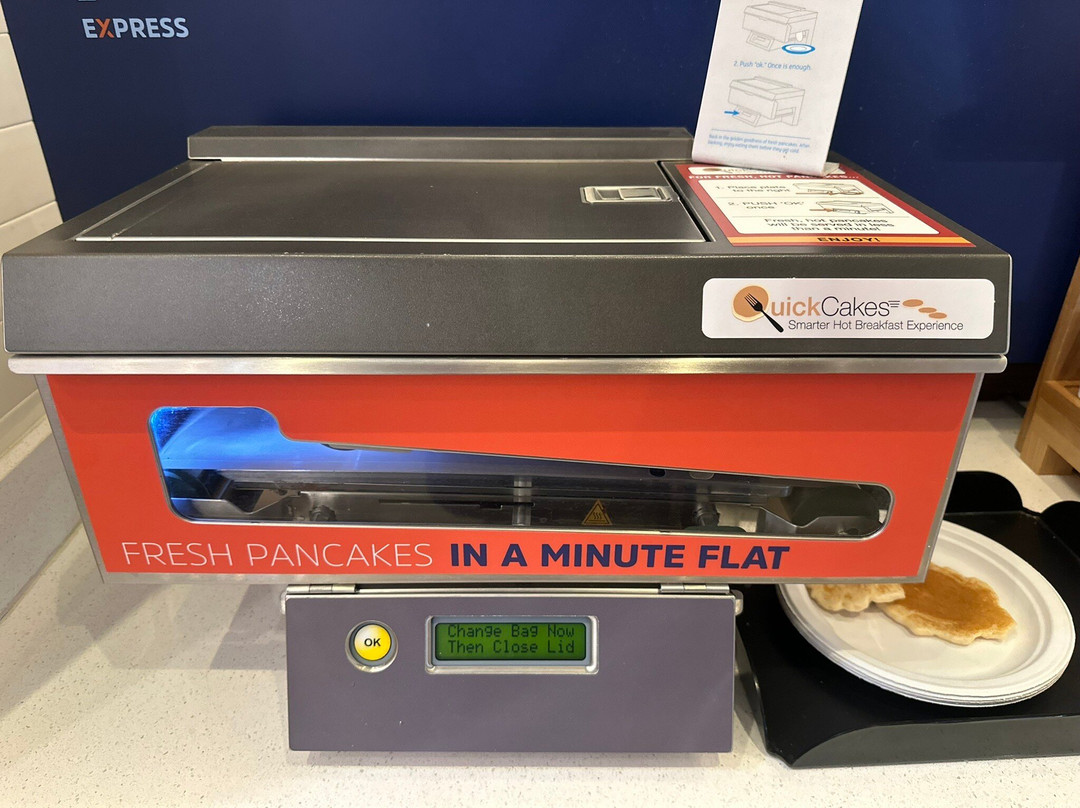 EXPRESS
2. Push "ok." Once is enough.
FOR FRESH, HOT PANCAKES...
1. Place plate
to the right
2. PUSH 'OK'
once
Fresh, hot pancakes
will be served in less
than a minute!
ENJOY!
QuickCakes
Smarter Hot Breakfast Experience
FRESH PANCAKES IN A MINUTE FLAT
OK
Change Bag Now
Then Close Lid